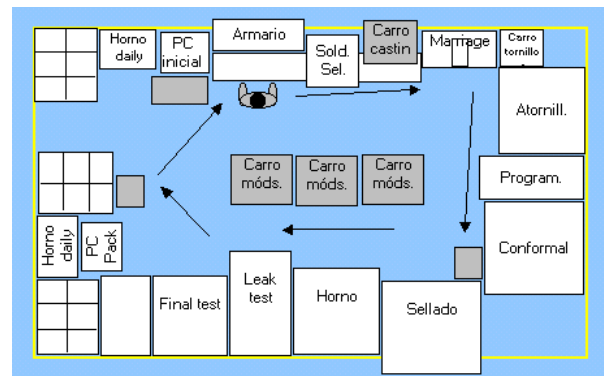 Horno
daily
PC
inicial
Armario
Sold.
Sel.
Carro
castin
Marriage
Carro
tornillo
Atornill.
Program.
Conformal
Carro
móds.
Carro
móds.
Carro
móds.
Horno
daily
PC
Pack
Final test
Leak
test
Horno
Sellado